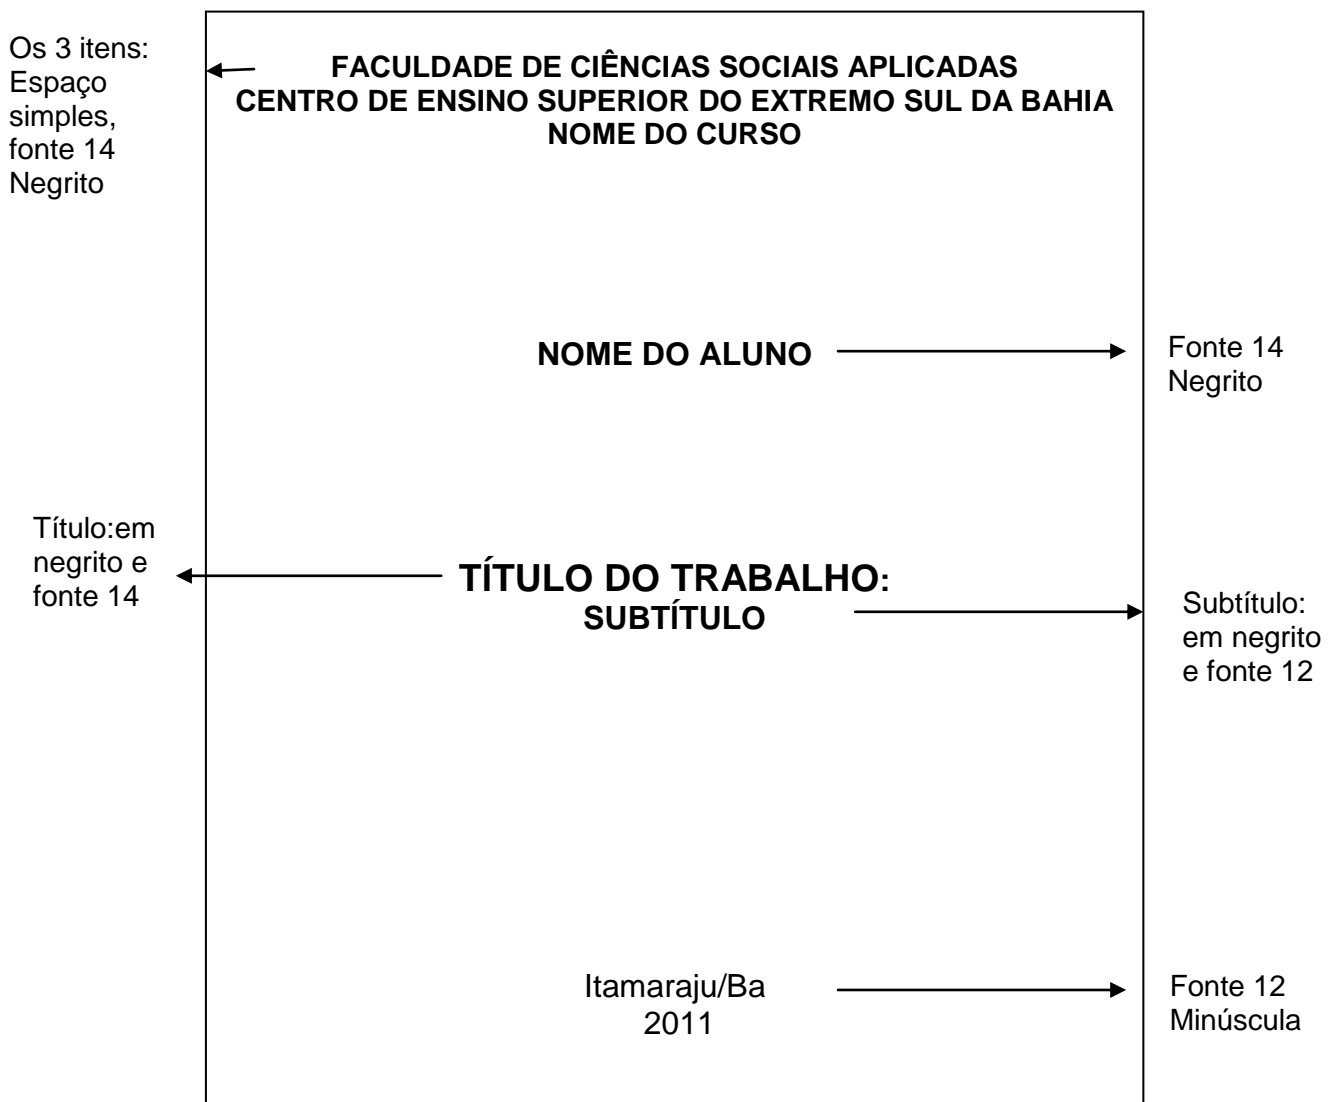 Os 3 itens:
Espaço
simples,
fonte 14
Negrito
FACULDADE DE CIÊNCIAS SOCIAIS APLICADAS
CENTRO DE ENSINO SUPERIOR DO EXTREMO SUL DA BAHIA
NOME DO CURSO
NOME DO ALUNO
Fonte 14
Negrito
Título:em
negrito e
fonte 14
TÍTULO DO TRABALHO:
SUBTÍTULO
Subtítulo:
em negrito
e fonte 12
Itamaraju/Ba
2011
Fonte 12
Minúscula